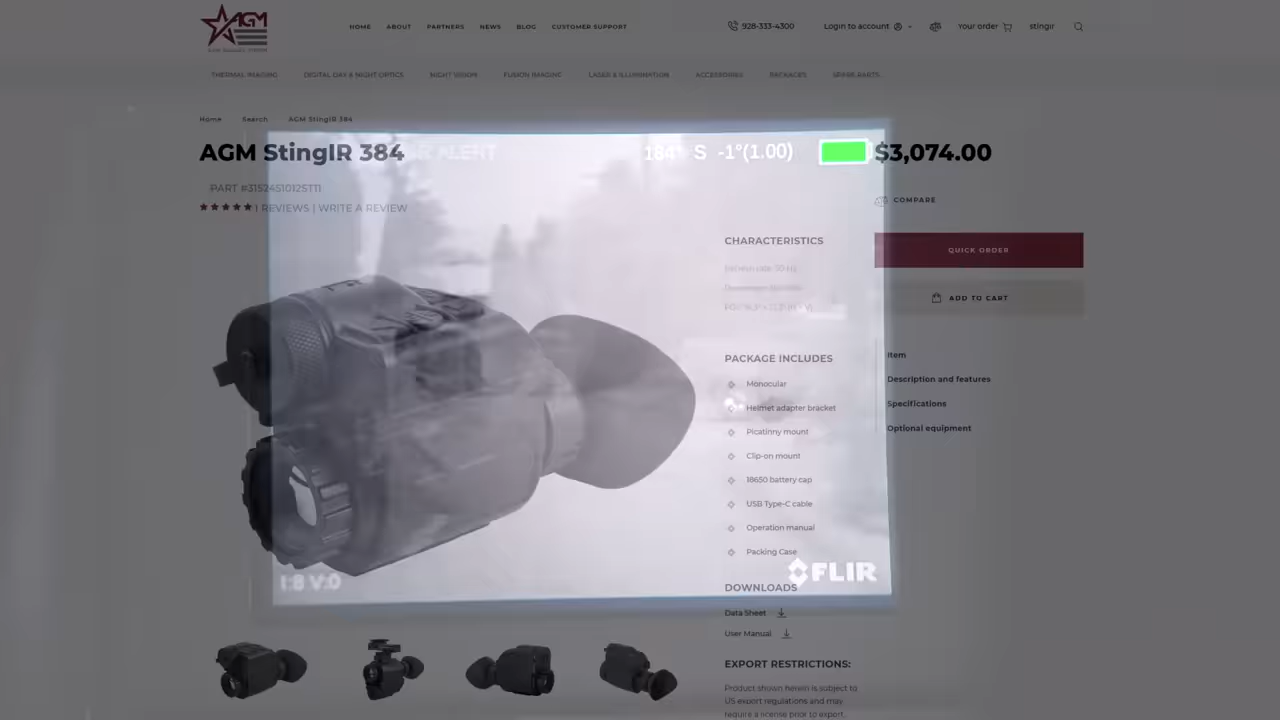 AGM
HOME ABOUT PARTNERS NEWS BLOG CUSTOMER SUPPORT 928-333-4300 Login to account Your order stingir
THERMAL IMAGING DIGITAL DAY & NIGHT OPTICS NIGHT VISION FUSION IMAGING LASER & ILLUMINATION ACCESSORIES PACKAGES SPARE PARTS
Home Search AGM StingIR 384
AGM StingIR 384 ALERT S -1°(1.00) $3,074.00
1 REVIEWS | WRITE A REVIEW
COMPARE
CHARACTERISTICS
QUICK ORDER
ADD TO CART
PACKAGE INCLUDES
Item
Monocular
Description and features
Helmet adapter bracket
Specifications
Picatinny mount
Optional equipment
Clip-on mount
18650 battery cap
USB Type-C cable
Operation manual
Packing Case
FLIR
I:8 V:0
DOWNLOADS
Data Sheet
User Manual
EXPORT RESTRICTIONS:
Product shown herein is subject to
US export regulations and may
require a license prior to export.